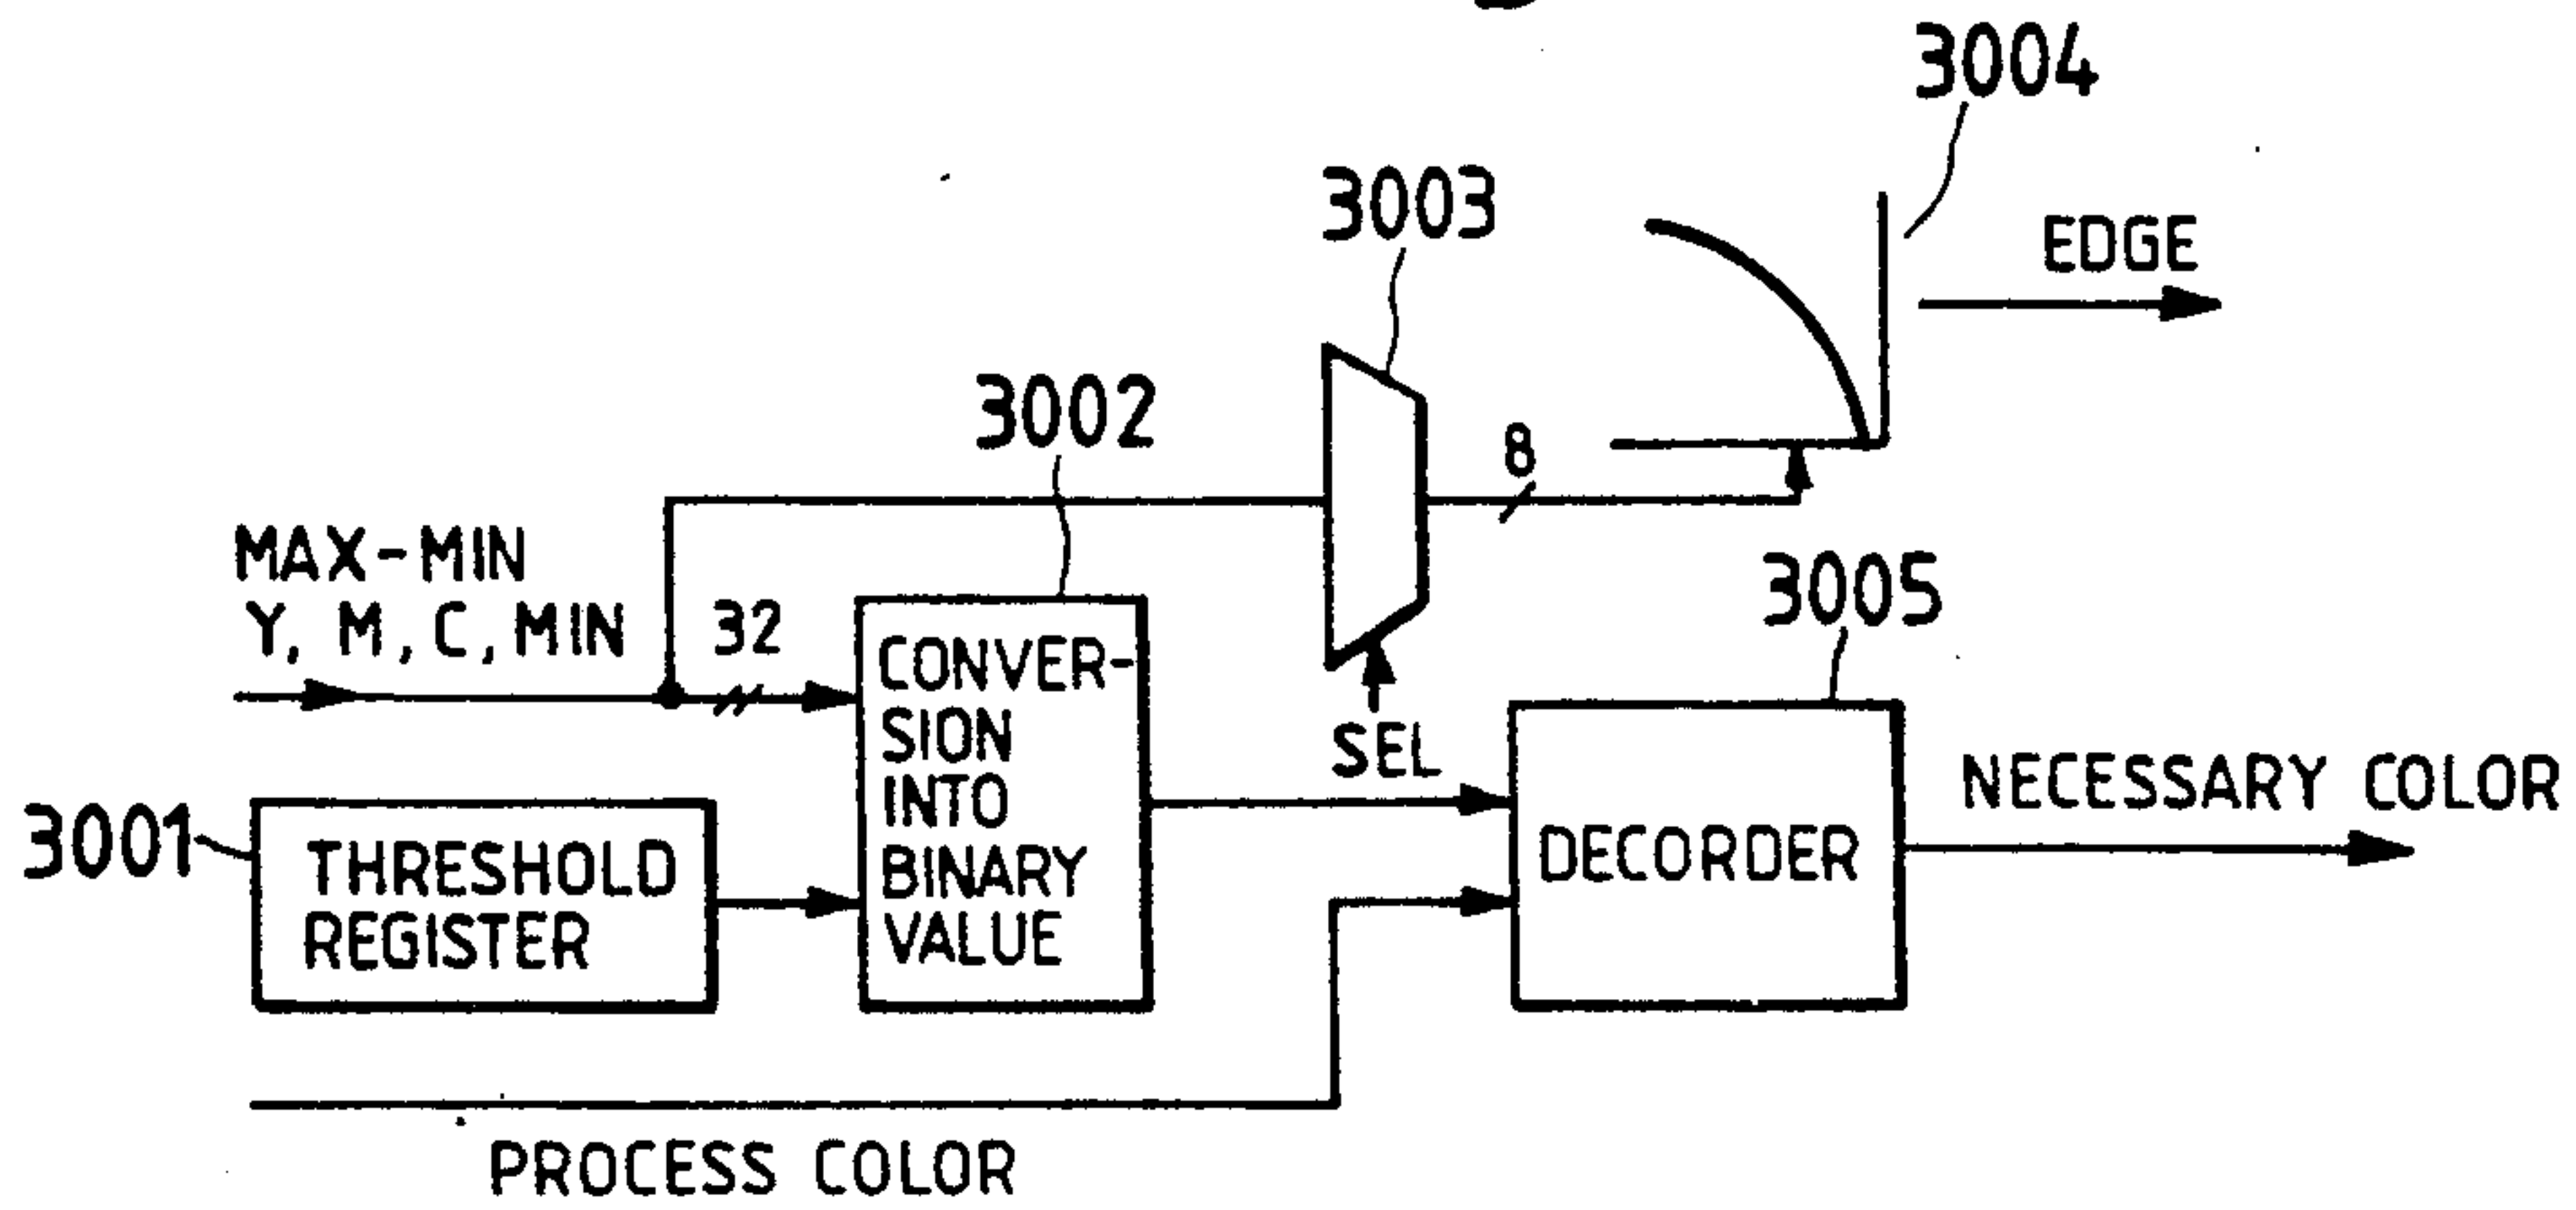 3004
3003
EDGE
3002
8
MAX-MIN
Y, M, C, MIN
32
3005
CONVER-
SION
INTO
BINARY
VALUE
SEL
NECESSARY COLOR
3001
THRESHOLD
REGISTER
DECORDER
PROCESS COLOR